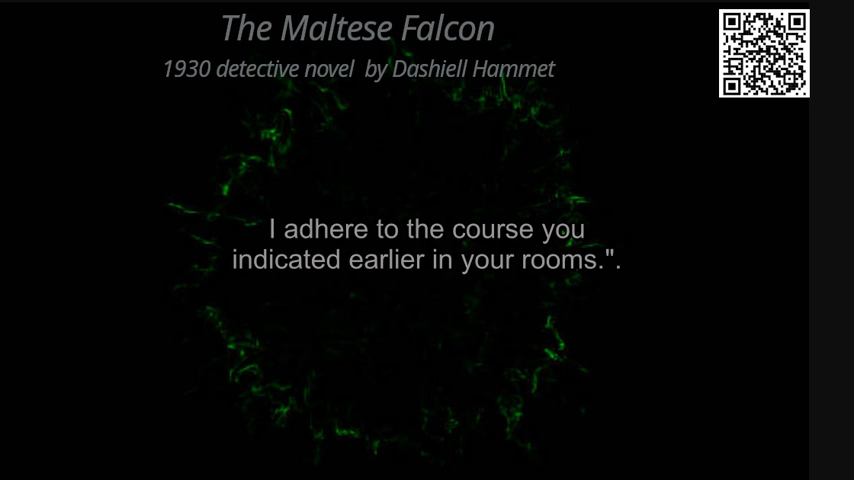 The Maltese Falcon
1930 detective novel  by Dashiell Hammet
I adhere to the course you
indicated earlier in your rooms.".